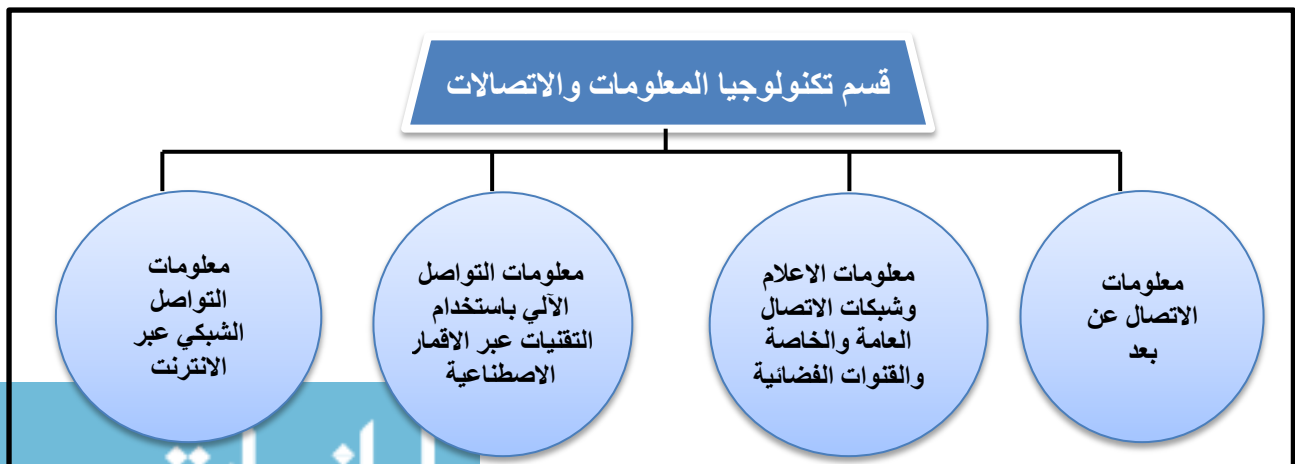 قسم تكنولوجيا المعلومات والاتصالات
معلومات
الاتصال عن
بعد
معلومات الاعلام
وشبكات الاتصال
العامة والخاصة
والقنوات الفضائية
معلومات التواصل
الآلي باستخدام
التقنيات عبر الاقمار
الاصطناعية
معلومات
التواصل
الشبكي عبر
الانترنت